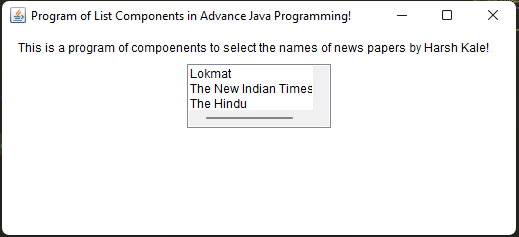 Program of List Components in Advance Java Programming!
This is a program of compoenents to select the names of news papers by Harsh Kale!
Lokmat
The New Indian Times
The Hindu